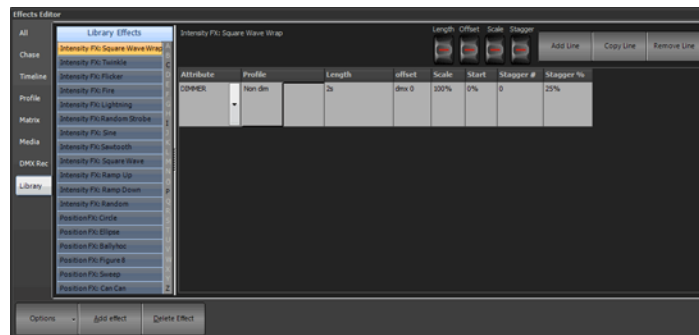 Effects Editor
All
Chase
Timeline
Profile
Matrix
Media
DMX Rec
Library
Library Effects
Intensity FX: Square Wave Wrap
Intensity FX: Twinkle
Intensity FX: Flicker
Intensity FX: Fire
Intensity FX: Lightning
Intensity FX: Random Strobe
Intensity FX: Sine
Intensity FX: Sawtooth
Intensity FX: Square Wave
Intensity FX: Ramp Up
Intensity FX: Ramp Down
Intensity FX: Random
Position FX: Circle
Position FX: Ellipse
Position FX: Ballyhoo
Position FX: Figure 8
Position FX: Sweep
Position FX: Can Can
Intensity FX: Square Wave Wrap
Length Offset Scale Stagger
Add Line Copy Line Remove Line
Attribute Profile Length offset Scale Start Stagger # Stagger %
DIMMER Non dim 2s dmx 0 100% 0% 0 25%
Options Add effect Delete Effect